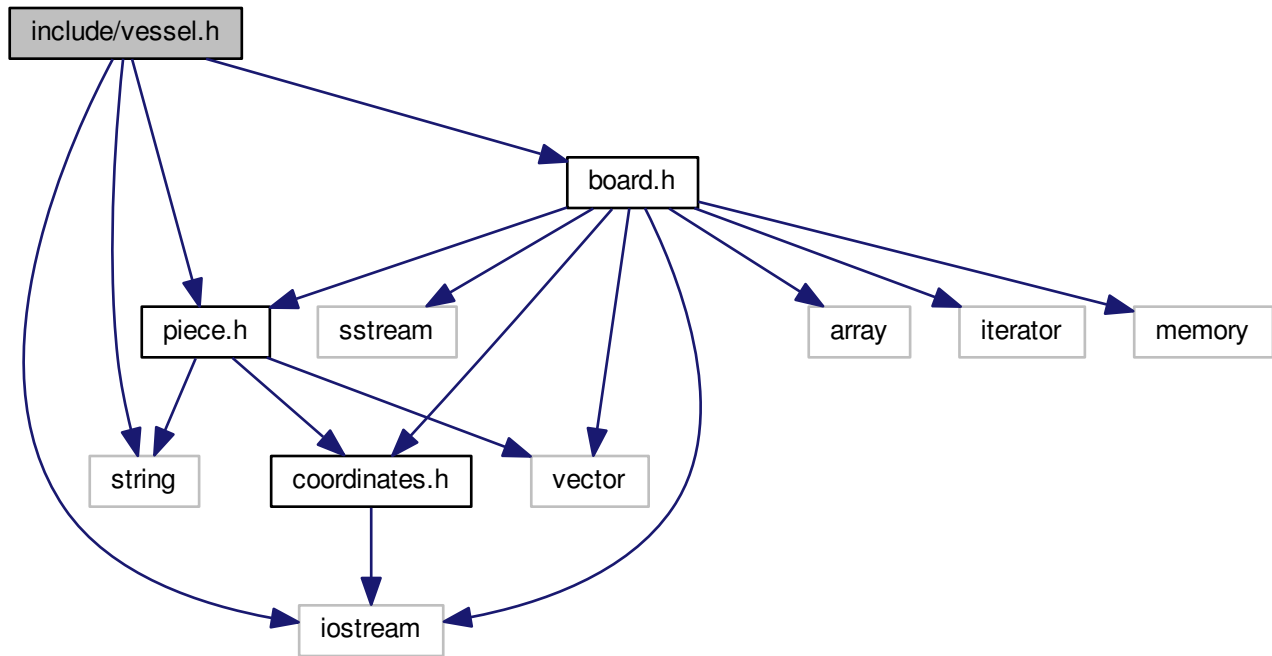 include/vessel.h
board.h
piece.h
sstream
array
iterator
memory
string
coordinates.h
vector
iostream